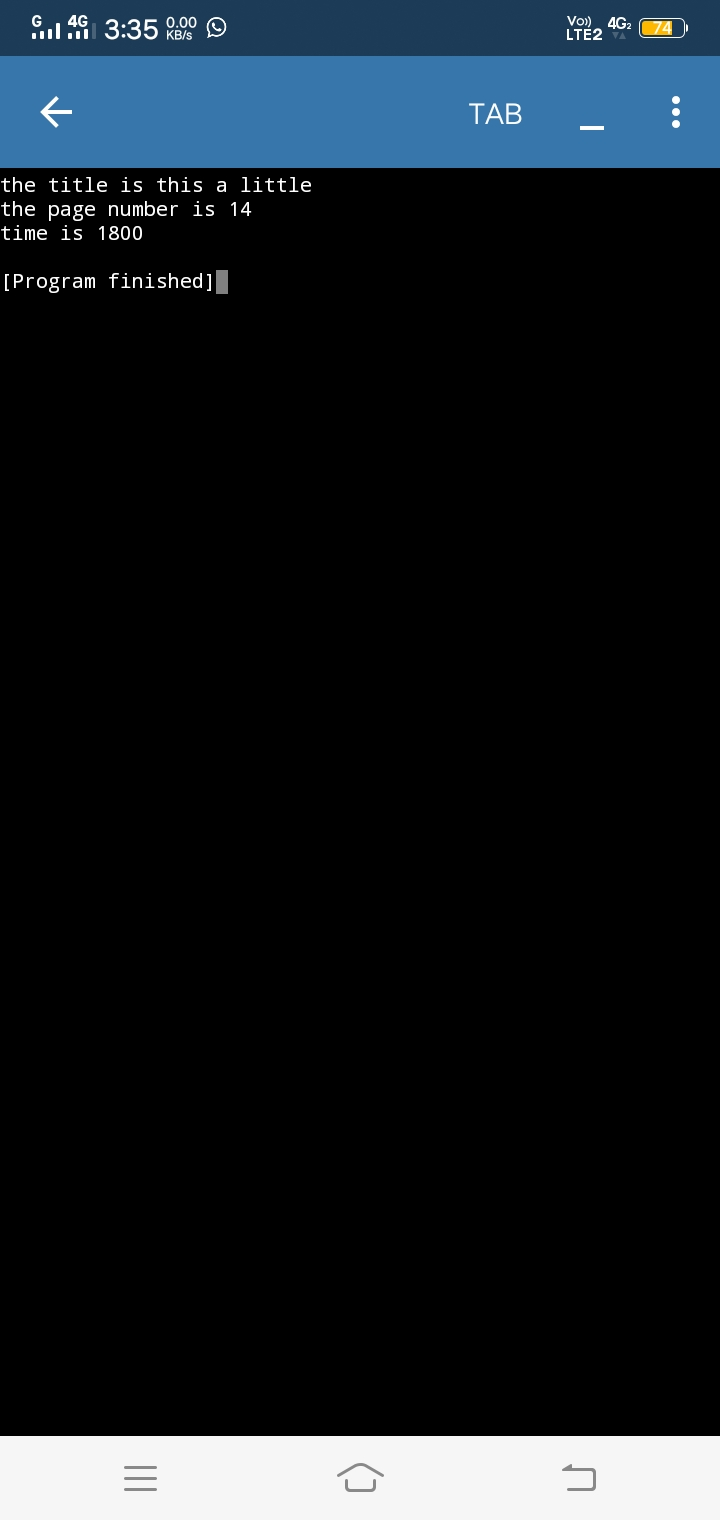 G 4G 3:35 0.00 KB/s Vo)) LTE2 4G2 74
TAB
the title is this a little
the page number is 14
time is 1800
[Program finished]